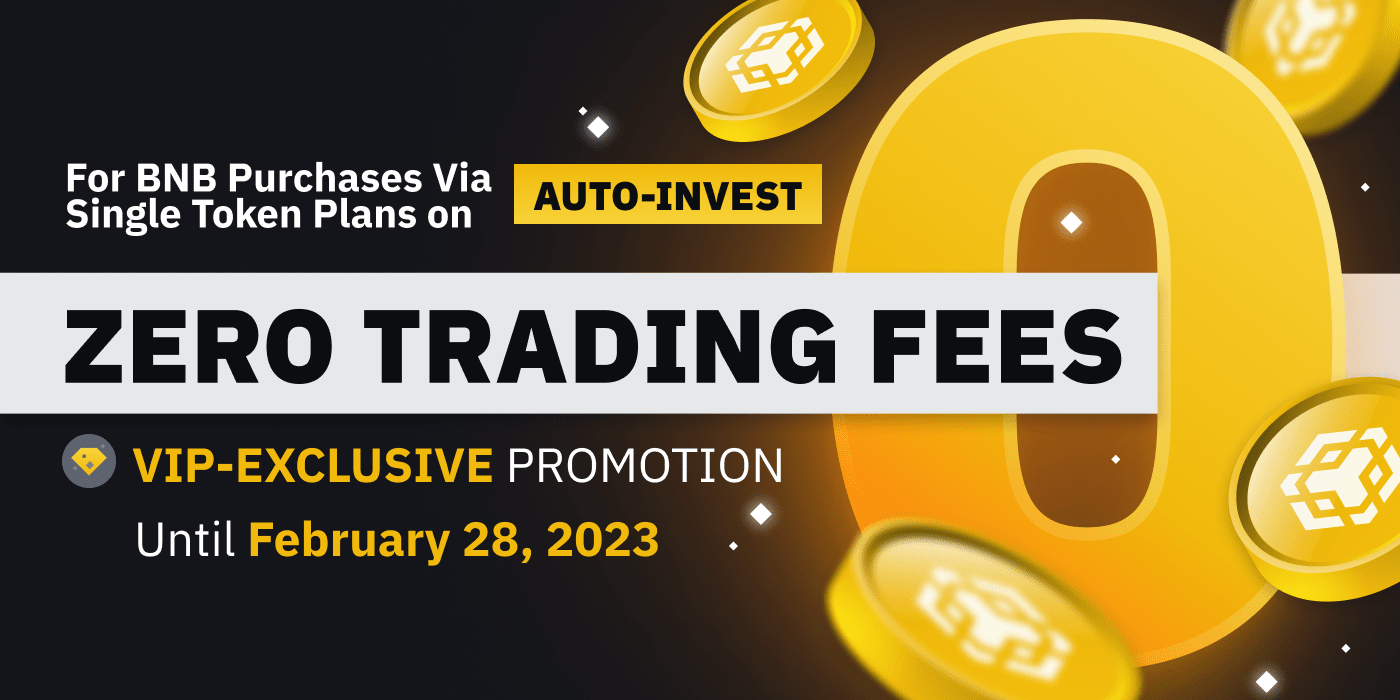 For BNB Purchases Via
Single Token Plans on
AUTO-INVEST
0
ZERO TRADING FEES
VIP-EXCLUSIVE PROMOTION
Until February 28, 2023